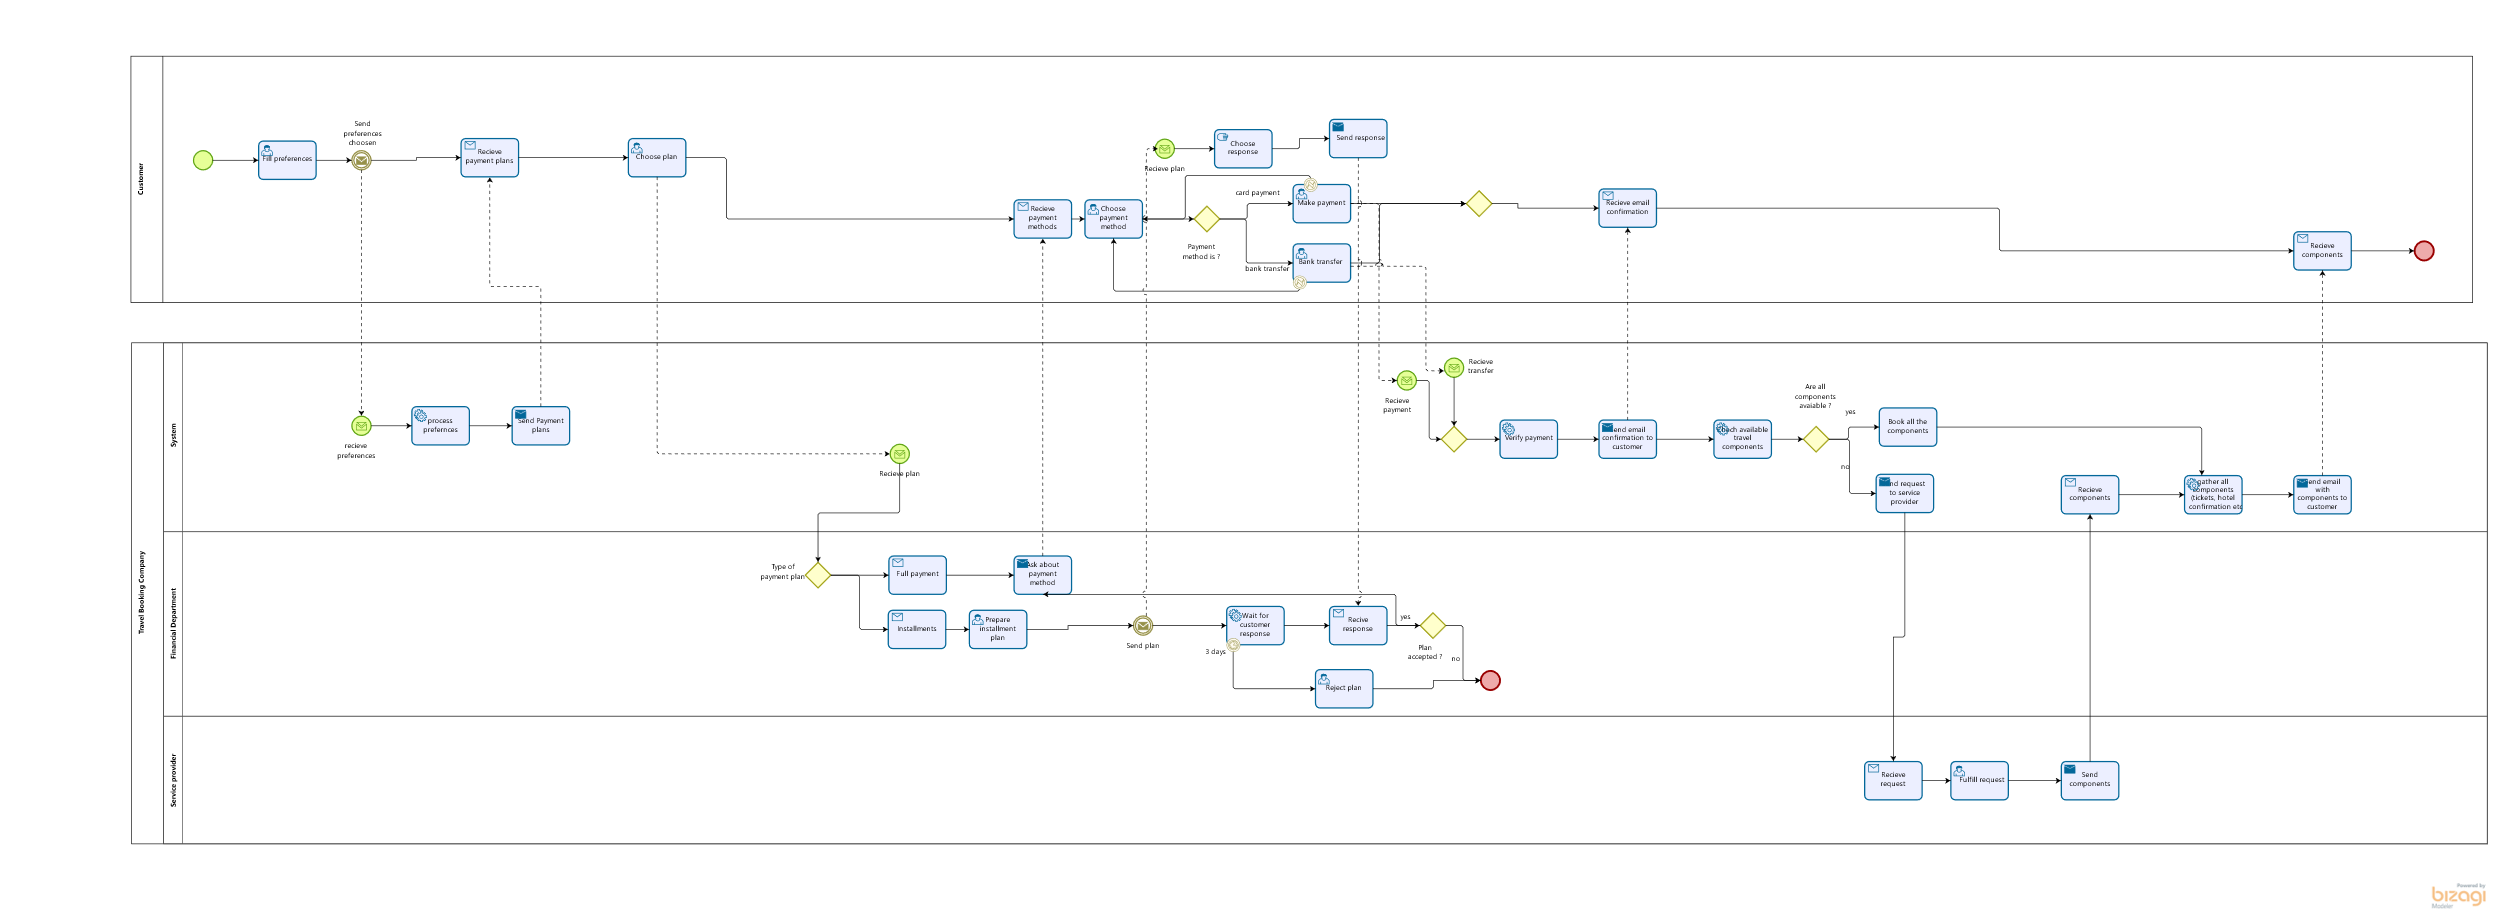 Customer
Fill preferences
Send
preferences
choosen
Recieve
payment plans
Choose plan
Recieve
payment
methods
Choose
payment
method
Recieve plan
Choose
response
Send response
card payment
Payment
method is ?
bank transfer
Make payment
Bank transfer
Recieve email
confirmation
Recieve
components
Travel Booking Company
System
recieve
preferences
process
prefernces
Send Payment
plans
Recieve plan
Recieve
payment
Recieve
transfer
Verify payment
end email
confirmation to
customer
Chech available
travel
components
Are all
components
avaiable ?
yes
no
Book all the
components
nd request
to service
provider
Recieve
components
gather all
components
(tickets, hotel
confirmation etc
end email
with
components to
customer
Financial Department
Type of
payment plan
Full payment
Ask about
payment
method
Installments
Prepare
installment
plan
Send plan
Wait for
customer
response
3 days
Recive
response
yes
Plan
accepted ?
no
Reject plan
Service provider
Recieve
request
Fulfill request
Send
components
Powered by
bizagi
Modeler